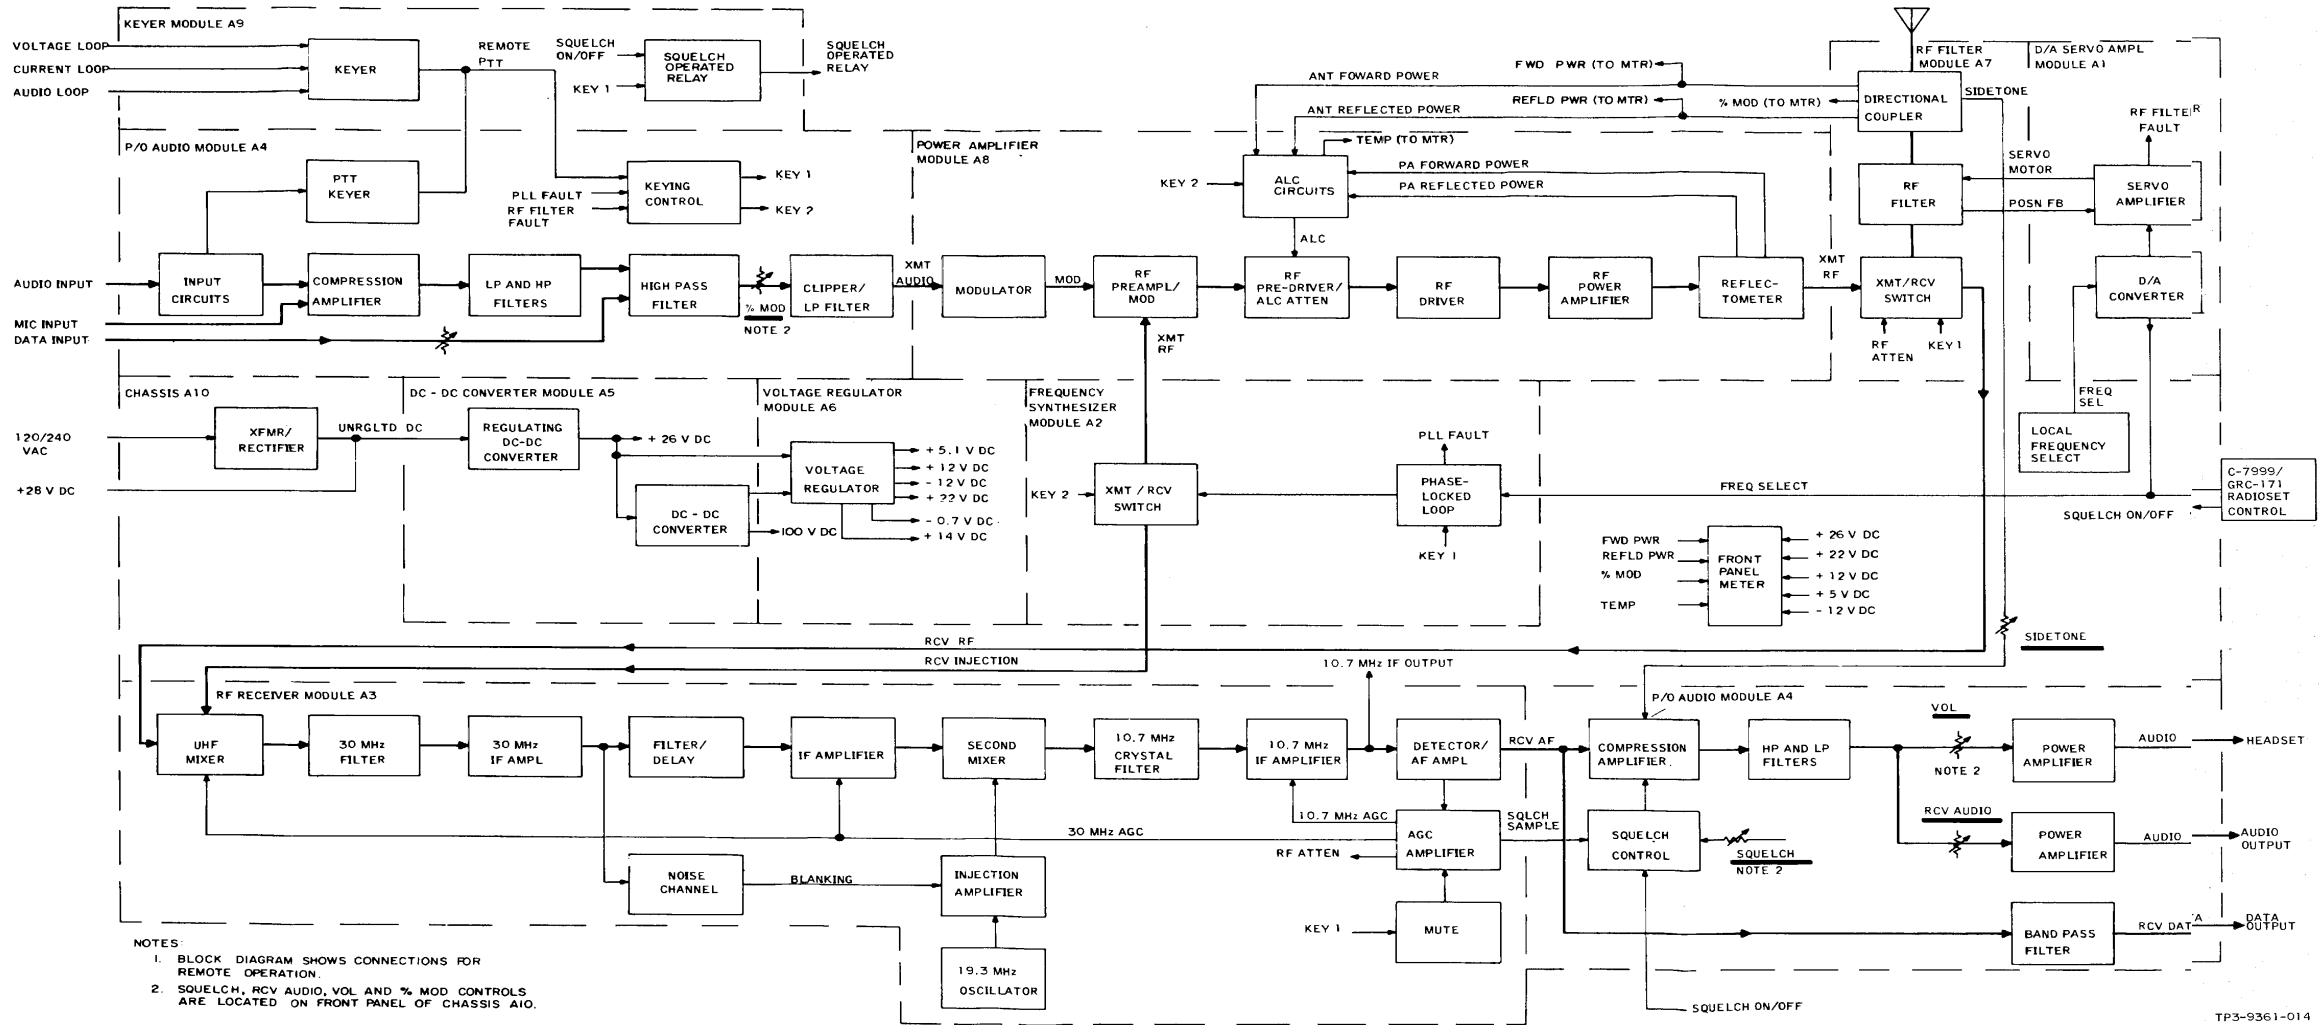 KEYER MODULE A9
VOLTAGE LOOP
CURRENT LOOP
AUDIO LOOP
KEYER
REMOTE
PTT
SQUELCH
ON/OFF
KEY 1
SQUELCH
OPERATED
RELAY
SQUELCH
OPERATED
RELAY
P/O AUDIO MODULE A4
PTT
KEYER
PLL FAULT
RF FILTER
FAULT
KEYING
CONTROL
KEY 1
KEY 2
AUDIO INPUT
MIC INPUT
DATA INPUT
INPUT
CIRCUITS
COMPRESSION
AMPLIFIER
LP AND HP
FILTERS
HIGH PASS
FILTER
% MOD
NOTE 2
CLIPPER/
LP FILTER
XMT
AUDIO
POWER AMPLIFIER
MODULE A8
MODULATOR
MOD
RF
PREAMPL/
MOD
XMT
RF
KEY 2
ALC
CIRCUITS
ALC
ANT FOWARD POWER
ANT REFLECTED POWER
FWD PWR (TO MTR)
REFLD PWR (TO MTR)
% MOD (TO MTR)
TEMP (TO MTR)
PA FORWARD POWER
PA REFLECTED POWER
RF
PRE-DRIVER/
ALC ATTEN
RF
DRIVER
RF
POWER
AMPLIFIER
REFLEC-
TOMETER
XMT
RF
RF FILTER
MODULE A7
DIRECTIONAL
COUPLER
SIDETONE
RF
FILTER
XMT/RCV
SWITCH
RF
ATTEN
KEY 1
D/A SERVO AMPL
MODULE A1
RF FILTER
FAULT
SERVO
MOTOR
POSN FB
SERVO
AMPLIFIER
D/A
CONVERTER
FREQ
SEL
LOCAL
FREQUENCY
SELECT
C-7999/
GRC-171
RADIOSET
CONTROL
FREQ SELECT
SQUELCH ON/OFF
CHASSIS A10
120/240
VAC
+28 V DC
XFMR/
RECTIFIER
UNRGLTD DC
DC - DC CONVERTER MODULE A5
REGULATING
DC-DC
CONVERTER
+ 26 V DC
DC - DC
CONVERTER
100 V DC
VOLTAGE REGULATOR
MODULE A6
VOLTAGE
REGULATOR
+ 5.1 V DC
+ 12 V DC
- 12 V DC
+ 22 V DC
- 0.7 V DC
+ 14 V DC
FREQUENCY
SYNTHESIZER
MODULE A2
KEY 2
XMT / RCV
SWITCH
PLL FAULT
PHASE-
LOCKED
LOOP
KEY 1
FWD PWR
REFLD PWR
% MOD
TEMP
FRONT
PANEL
METER
+ 26 V DC
+ 22 V DC
+ 12 V DC
+ 5 V DC
- 12 V DC
SIDETONE
RCV RF
RCV INJECTION
10.7 MHz IF OUTPUT
RF RECEIVER MODULE A3
UHF
MIXER
30 MHz
FILTER
30 MHz
IF AMPL
FILTER/
DELAY
IF AMPLIFIER
SECOND
MIXER
10.7 MHz
CRYSTAL
FILTER
10.7 MHz
IF AMPLIFIER
DETECTOR/
AF AMPL
RCV AF
30 MHz AGC
10.7 MHz AGC
RF ATTEN
AGC
AMPLIFIER
SQLCH
SAMPLE
NOISE
CHANNEL
BLANKING
INJECTION
AMPLIFIER
19.3 MHz
OSCILLATOR
KEY 1
MUTE
P/O AUDIO MODULE A4
COMPRESSION
AMPLIFIER.
HP AND LP
FILTERS
VOL
NOTE 2
POWER
AMPLIFIER
AUDIO
HEADSET
SQUELCH
CONTROL
SQUELCH
NOTE 2
RCV AUDIO
POWER
AMPLIFIER
AUDIO
AUDIO
OUTPUT
BAND PASS
FILTER
RCV DATA
DATA
OUTPUT
SQUELCH ON/OFF
NOTES:
1. BLOCK DIAGRAM SHOWS CONNECTIONS FOR
REMOTE OPERATION.
2. SQUELCH, RCV AUDIO, VOL AND % MOD CONTROLS
ARE LOCATED ON FRONT PANEL OF CHASSIS A10.
TP3-9361-014